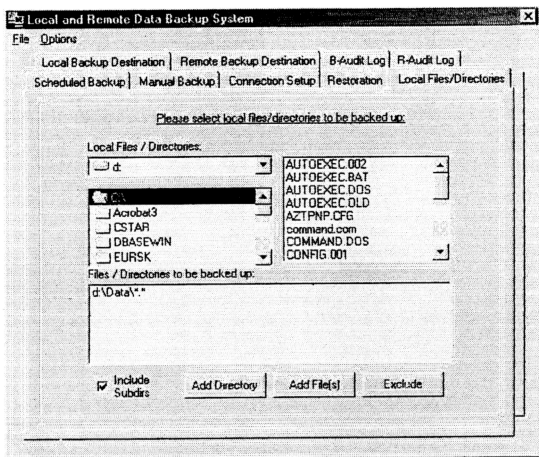 Local and Remote Data Backup System
File Options
Local Backup Destination Remote Backup Destination B-Audit Log R-Audit Log
Scheduled Backup Manual Backup Connection Setup Restoration Local Files/Directories
Please select local files/directories to be backed up:
Local Files / Directories:
d:
C:\
Acrobat3
CSTAR
DBASEWIN
EURSK
AUTOEXEC.002
AUTOEXEC.BAT
AUTOEXEC.DOS
AUTOEXEC.OLD
AZTPNP.CFG
command.com
COMMAND.DOS
CONFIG.001
Files / Directories to be backed up:
d:\Data\*.*
Include
Subdirs
Add Directory Add File(s) Exclude